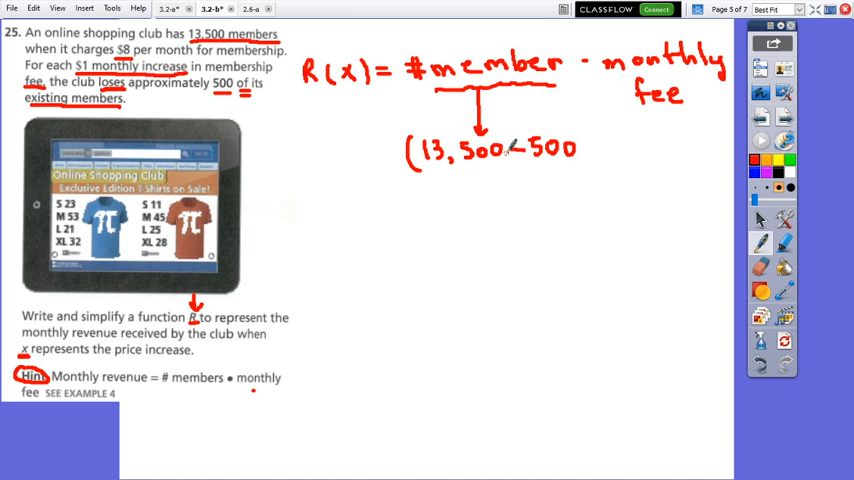 File Edit View Insert Tools Help
3.2-a* 3.2-b* 2.6-a
CLASSFLOW Connect
Page 5 of 7 Best Fit
25. An online shopping club has 13,500 members
when it charges $8 per month for membership.
For each $1 monthly increase in membership
fee, the club loses approximately 500 of its
existing members.
Online Shopping Club
Exclusive Edition T-Shirts on Sale!
S 23 S 11
M 53 M 45
L 21 L 25
XL 32 XL 28
Write and simplify a function R to represent the
monthly revenue received by the club when
x represents the price increase.
Hint Monthly revenue = # members • monthly
fee SEE EXAMPLE 4
R(x) = #member · monthly
fee
(13,500 - 500